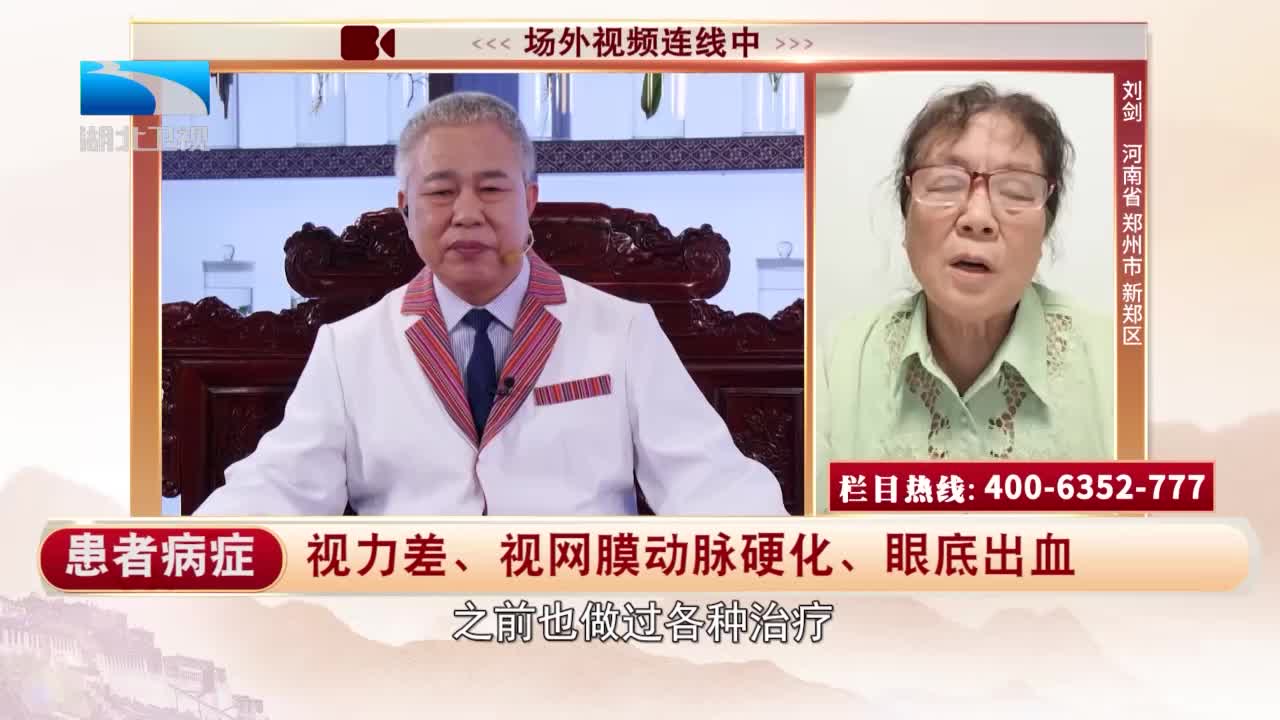 <<< 场外视频连线中 >>>
湖北卫视
刘剑 河南省 郑州市 新郑区
栏目热线: 400-6352-777
患者病症
视力差、视网膜动脉硬化、眼底出血
之前也做过各种治疗